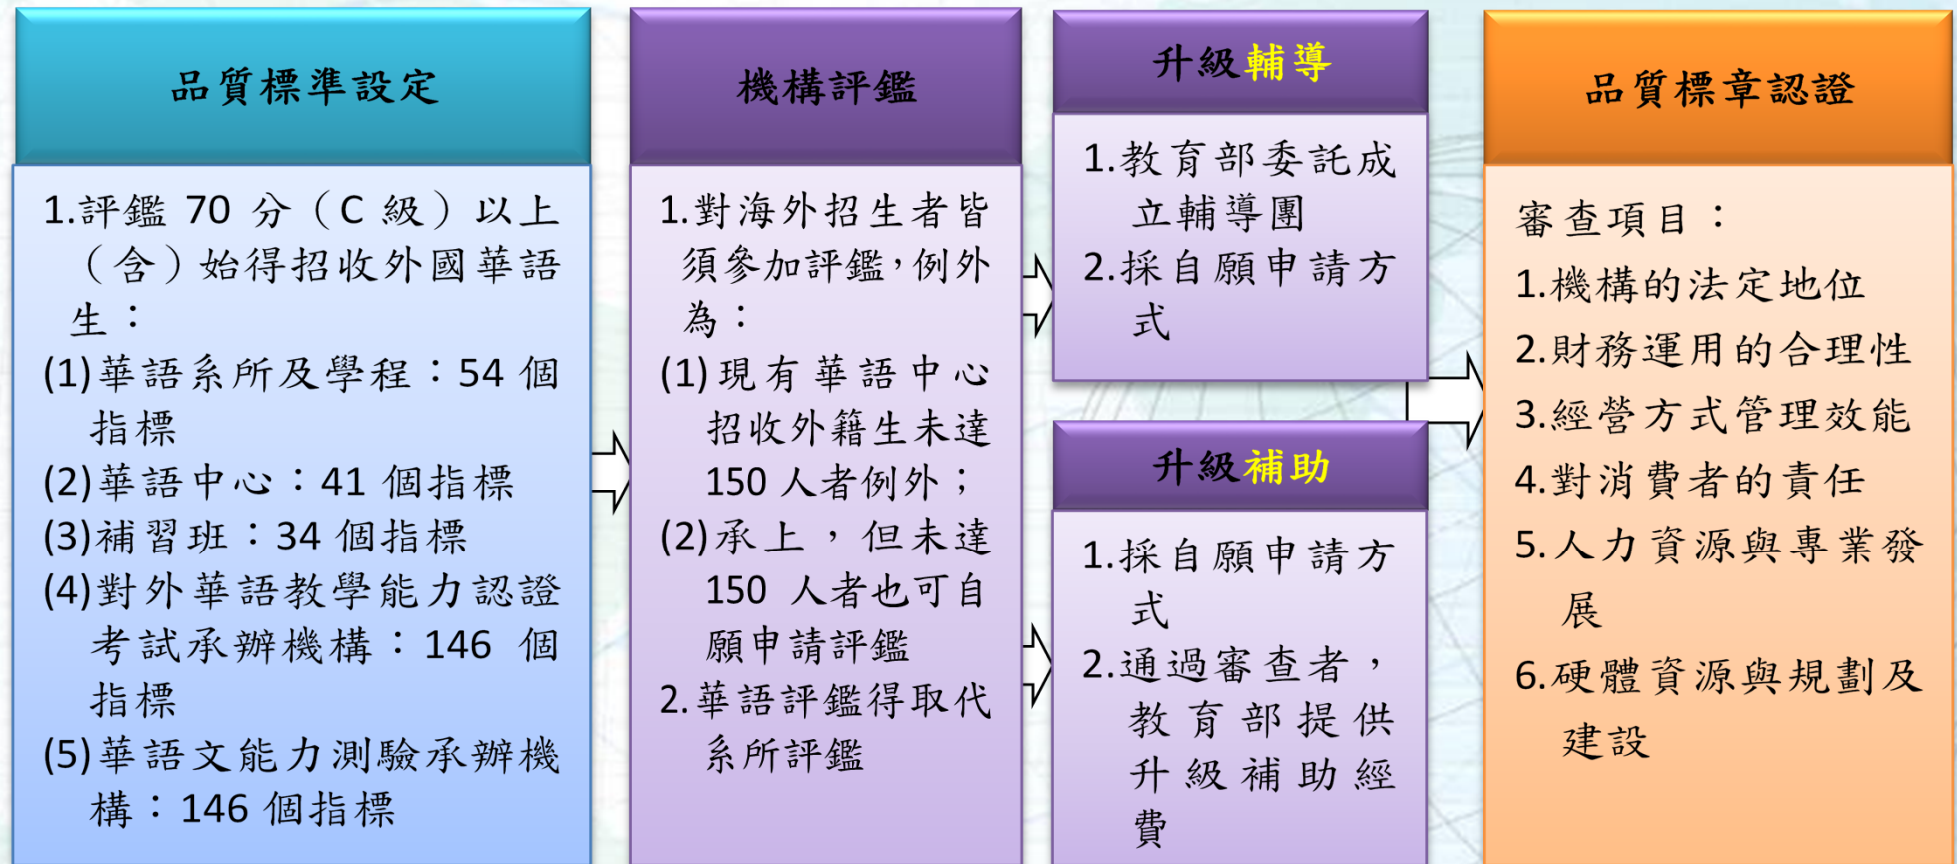 品質標準設定
1.評鑑 70 分（C 級）以上
（含）始得招收外國華語
生：
(1)華語系所及學程：54 個
指標
(2)華語中心：41 個指標
(3)補習班：34 個指標
(4)對外華語教學能力認證
考試承辦機構：146 個
指標
(5)華語文能力測驗承辦機
構：146 個指標
機構評鑑
1.對海外招生者皆
須參加評鑑，例外
為：
(1)現有華語中心
招收外籍生未達
150 人者例外；
(2)承上，但未達
150 人者也可自
願申請評鑑
2.華語評鑑得取代
系所評鑑
升級輔導
1.教育部委託成
立輔導團
2.採自願申請方
式
升級補助
1.採自願申請方
式
2.通過審查者，
教育部提供
升級補助經
費
品質標章認證
審查項目：
1.機構的法定地位
2.財務運用的合理性
3.經營方式管理效能
4.對消費者的責任
5.人力資源與專業發
展
6.硬體資源與規劃及
建設